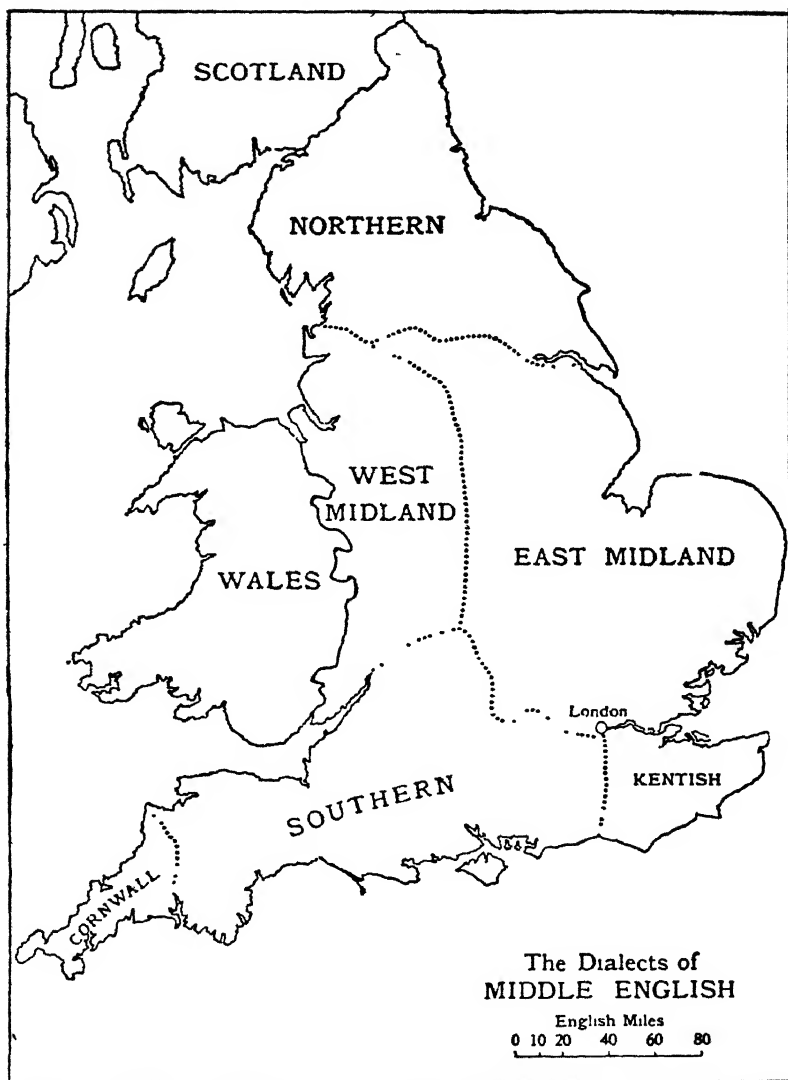 SCOTLAND
NORTHERN
WEST
MIDLAND
EAST MIDLAND
WALES
London
KENTISH
SOUTHERN
CORNWALL
The Dialects of
MIDDLE ENGLISH
English Miles
0 10 20 40 60 80